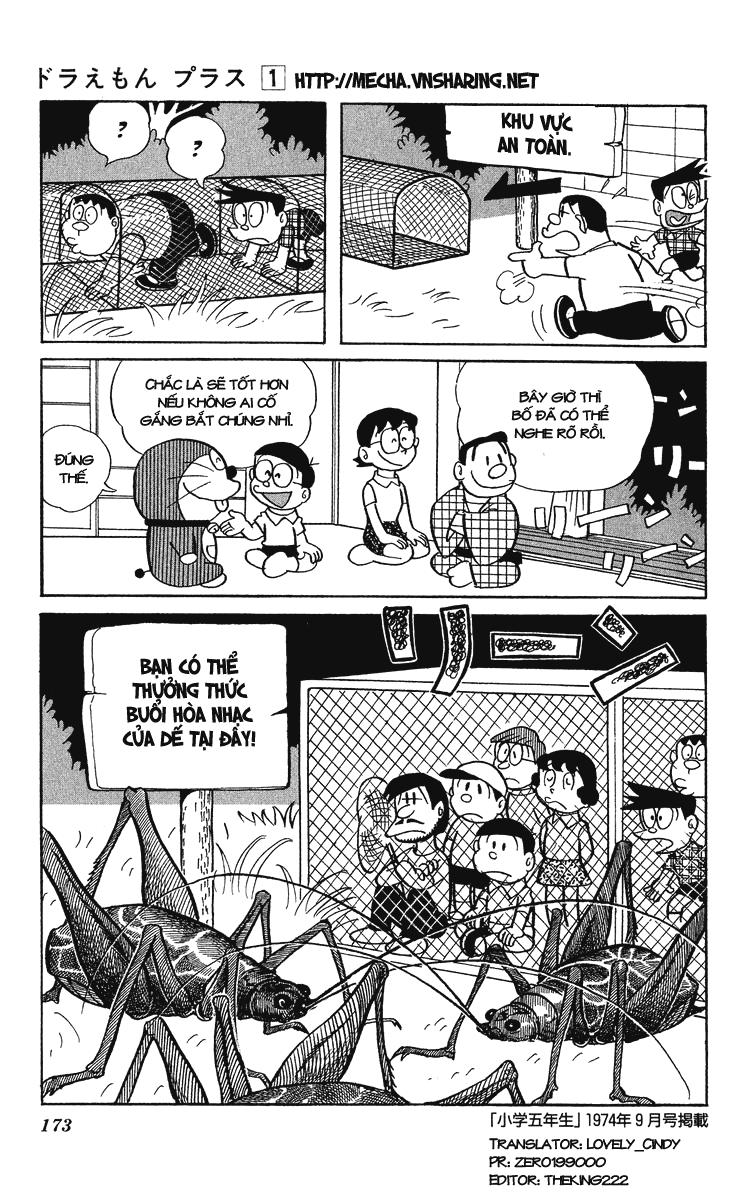 ドラえもん プラス 1 HTTP://MECHA.VNSHARING.NET
KHU VỰC
AN TOÀN.
?
?
BÂY GIỜ THÌ
BỐ ĐÃ CÓ THỂ
NGHE RỐ RỒI.
CHẮC LÀ SẼ TỐT HƠN
NẾU KHÔNG AI CỐ
GẮNG BẮT CHÚNG NHỈ.
ĐÚNG
THẾ.
BẠN CÓ THỂ
THƯỞNG THỨC
BUỔI HÒA NHẠC
CỦA DẾ TẠI ĐÂY!
173
「小学五年生」1974年9月号掲載
TRANSLATOR: LOVELY_CINDY
PR: ZERO199000
EDITOR: THEKING222